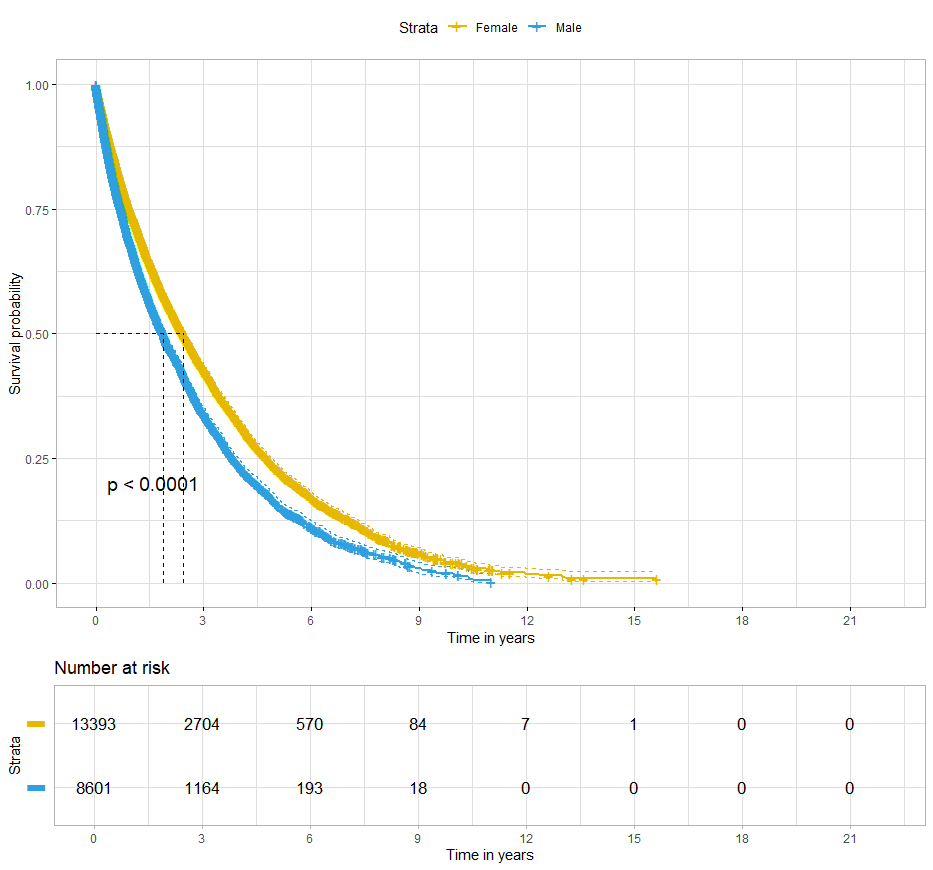 Strata Female Male
Survival probability
1.00
0.75
0.50
0.25
0.00
p < 0.0001
0 3 6 9 12 15 18 21
Time in years
Number at risk
Strata
13393 2704 570 84 7 1 0 0
8601 1164 193 18 0 0 0 0
0 3 6 9 12 15 18 21
Time in years